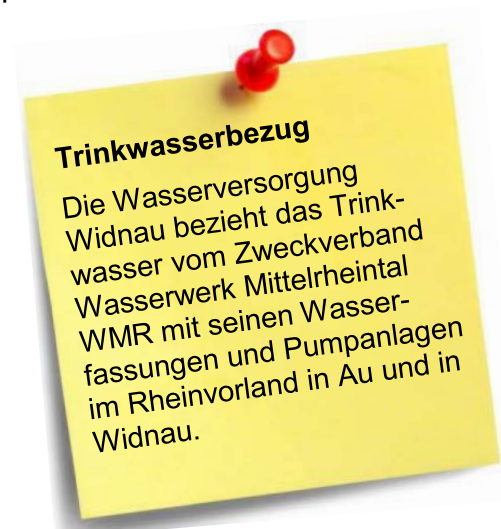 Trinkwasserbezug
Die Wasserversorgung
Widnau bezieht das Trink-
wasser vom Zweckverband
Wasserwerk Mittelrheintal
WMR mit seinen Wasser-
fassungen und Pumpanlagen
im Rheinvorland in Au und in
Widnau.